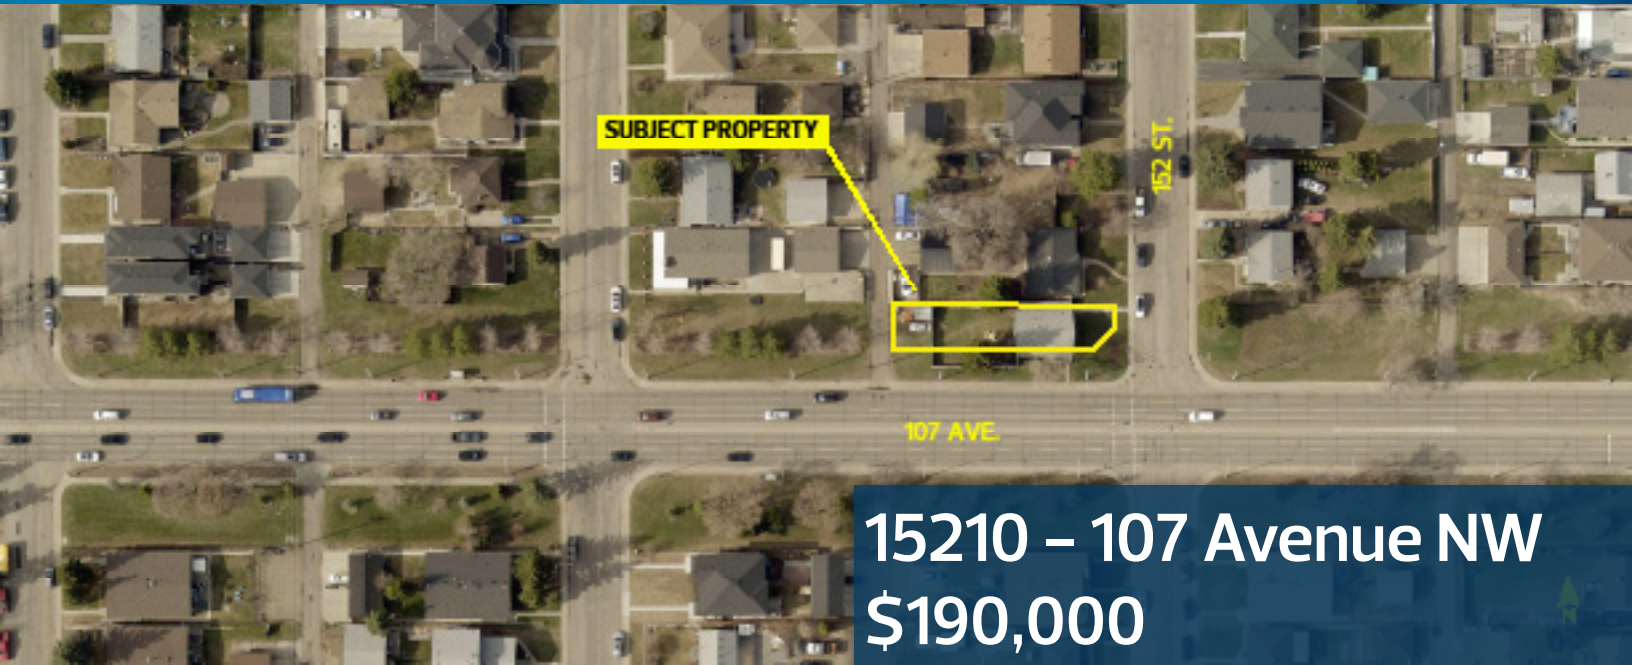 SUBJECT PROPERTY
152 ST.
107 AVE.
15210 – 107 Avenue NW
$190,000